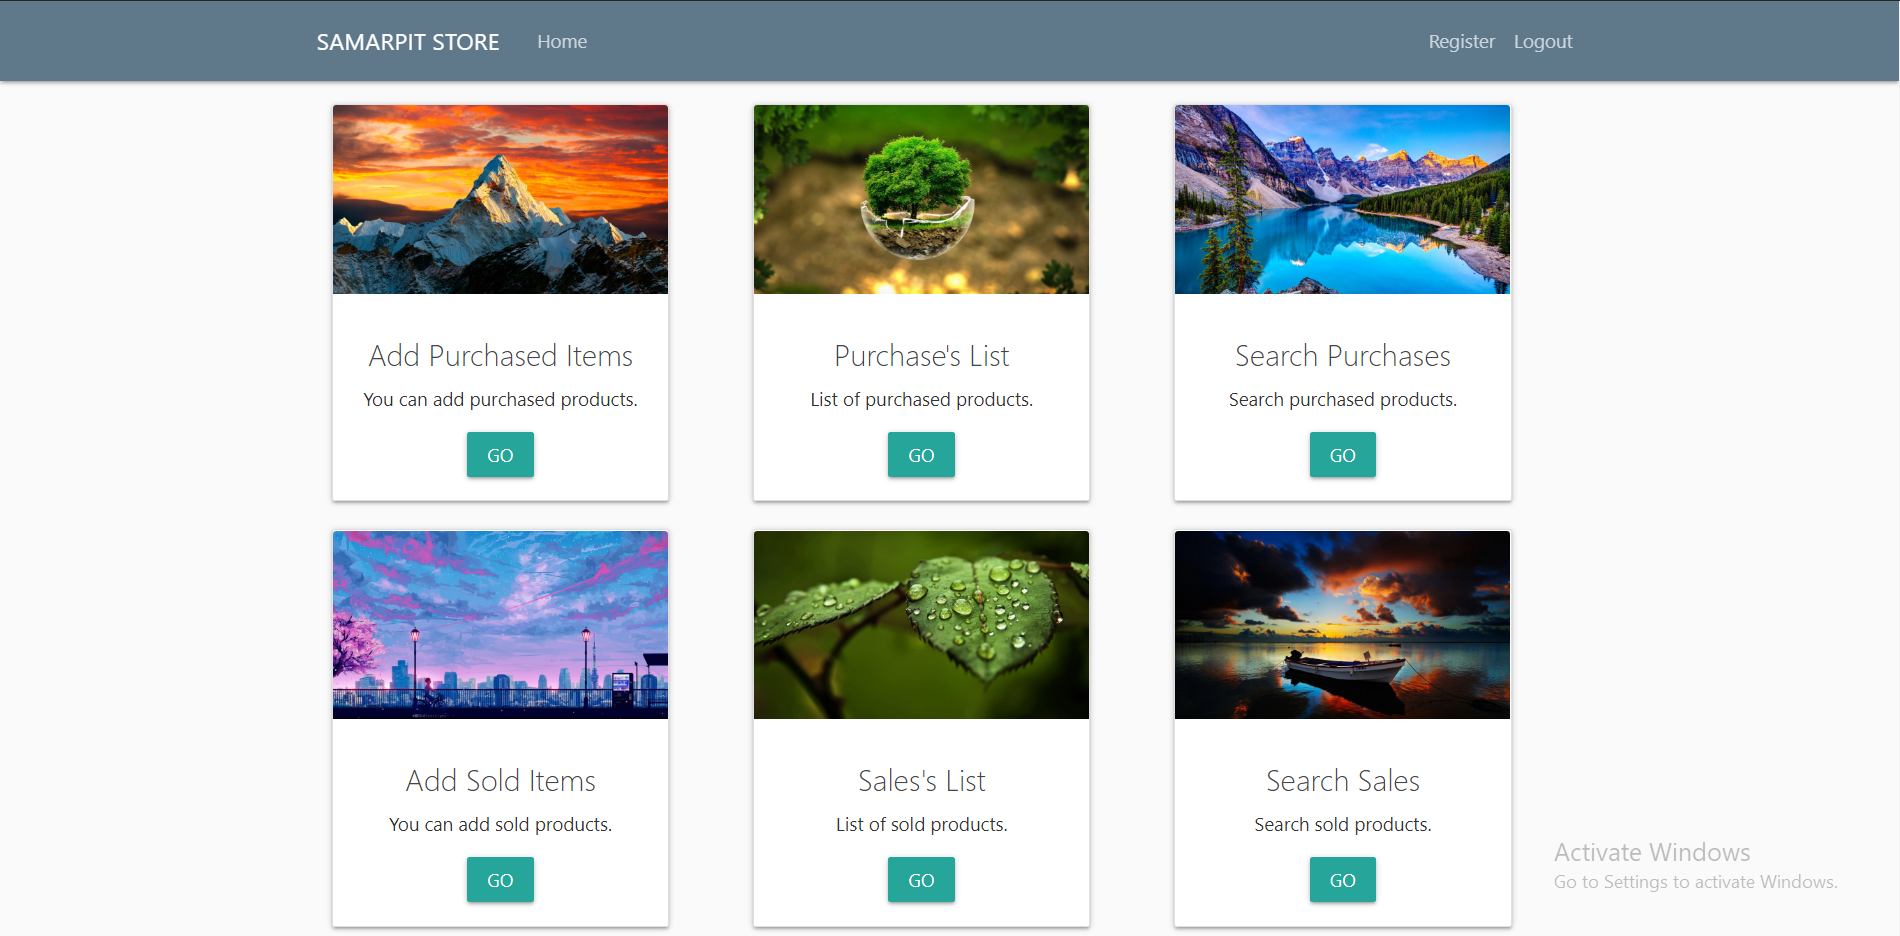 SAMARPIT STORE Home Register Logout
Add Purchased Items
You can add purchased products.
GO
Purchase's List
List of purchased products.
GO
Search Purchases
Search purchased products.
GO
Add Sold Items
You can add sold products.
GO
Sales's List
List of sold products.
GO
Search Sales
Search sold products.
GO
Activate Windows
Go to Settings to activate Windows.